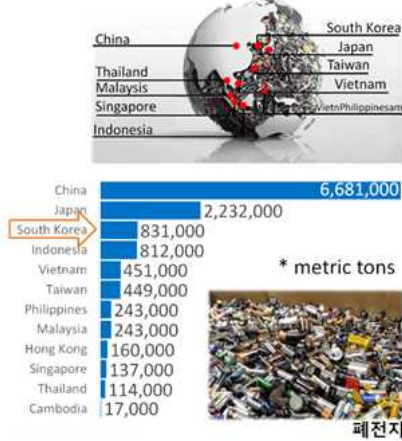 South Korea
China
Japan
Taiwan
Thailand
Malaysis
Vietnam
Singapore
VietnPhilippinesam
Indonesia
China 6,681,000
Japan 2,232,000
South Korea 831,000
Indonesia 812,000
Vietnam 451,000
* metric tons
Taiwan 449,000
Philippines 243,000
Malaysia 243,000
Hong Kong 160,000
Singapore 137,000
Thailand 114,000
Cambodia 17,000
폐전지